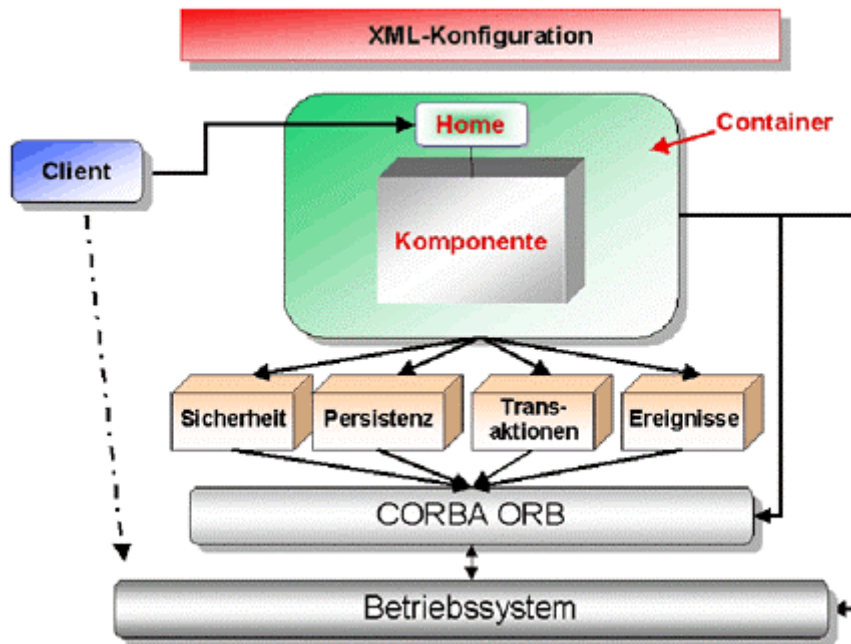 XML-Konfiguration
Home
Container
Client
Komponente
Sicherheit
Persistenz
Trans-
aktionen
Ereignisse
CORBA ORB
Betriebssystem